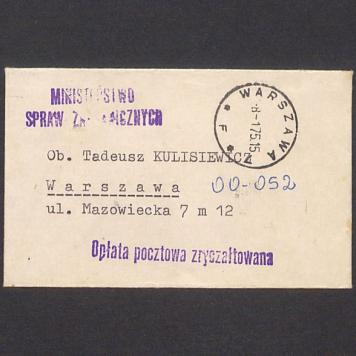 MINISTERSTWO
SPRAW ZAGRANICZNYCH
WARSZAWA
-8-1.75.15
* F *
Ob. Tadeusz KULISIEWICZ
Warszawa 00-052
ul. Mazowiecka 7 m 12
Opłata pocztowa zryczałtowana